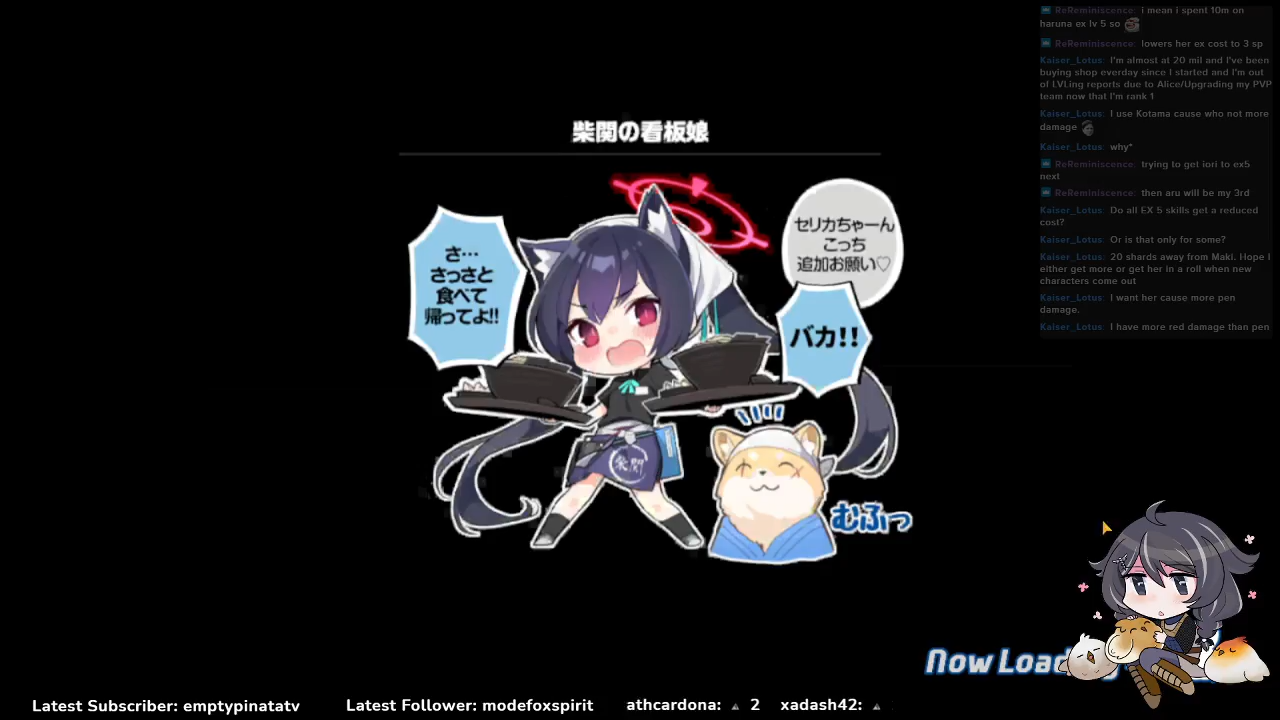 柴関の看板娘
さ…
さっさと
食べて
帰ってよ!!
セリカちゃーん
こっち
追加お願い♡
バカ!!
柴関
むふっ
Now Load
ReReminiscence: i mean i spent 10m on
haruna ex lv 5 so
ReReminiscence: lowers her ex cost to 3 sp
Kaiser_Lotus: I'm almost at 20 mil and I've been
buying shop everday since I started and I'm out
of LVLing reports due to Alice/Upgrading my PVP
team now that I'm rank 1
Kaiser_Lotus: I use Kotama cause who not more
damage
Kaiser_Lotus: why*
ReReminiscence: trying to get iori to ex5
next
ReReminiscence: then aru will be my 3rd
Kaiser_Lotus: Do all EX 5 skills get a reduced
cost?
Kaiser_Lotus: Or is that only for some?
Kaiser_Lotus: 20 shards away from Maki. Hope I
either get more or get her in a roll when new
characters come out
Kaiser_Lotus: I want her cause more pen
damage.
Kaiser_Lotus: I have more red damage than pen
Latest Subscriber: emptypinatatv
Latest Follower: modefoxspirit
athcardona: 2 xadash42: